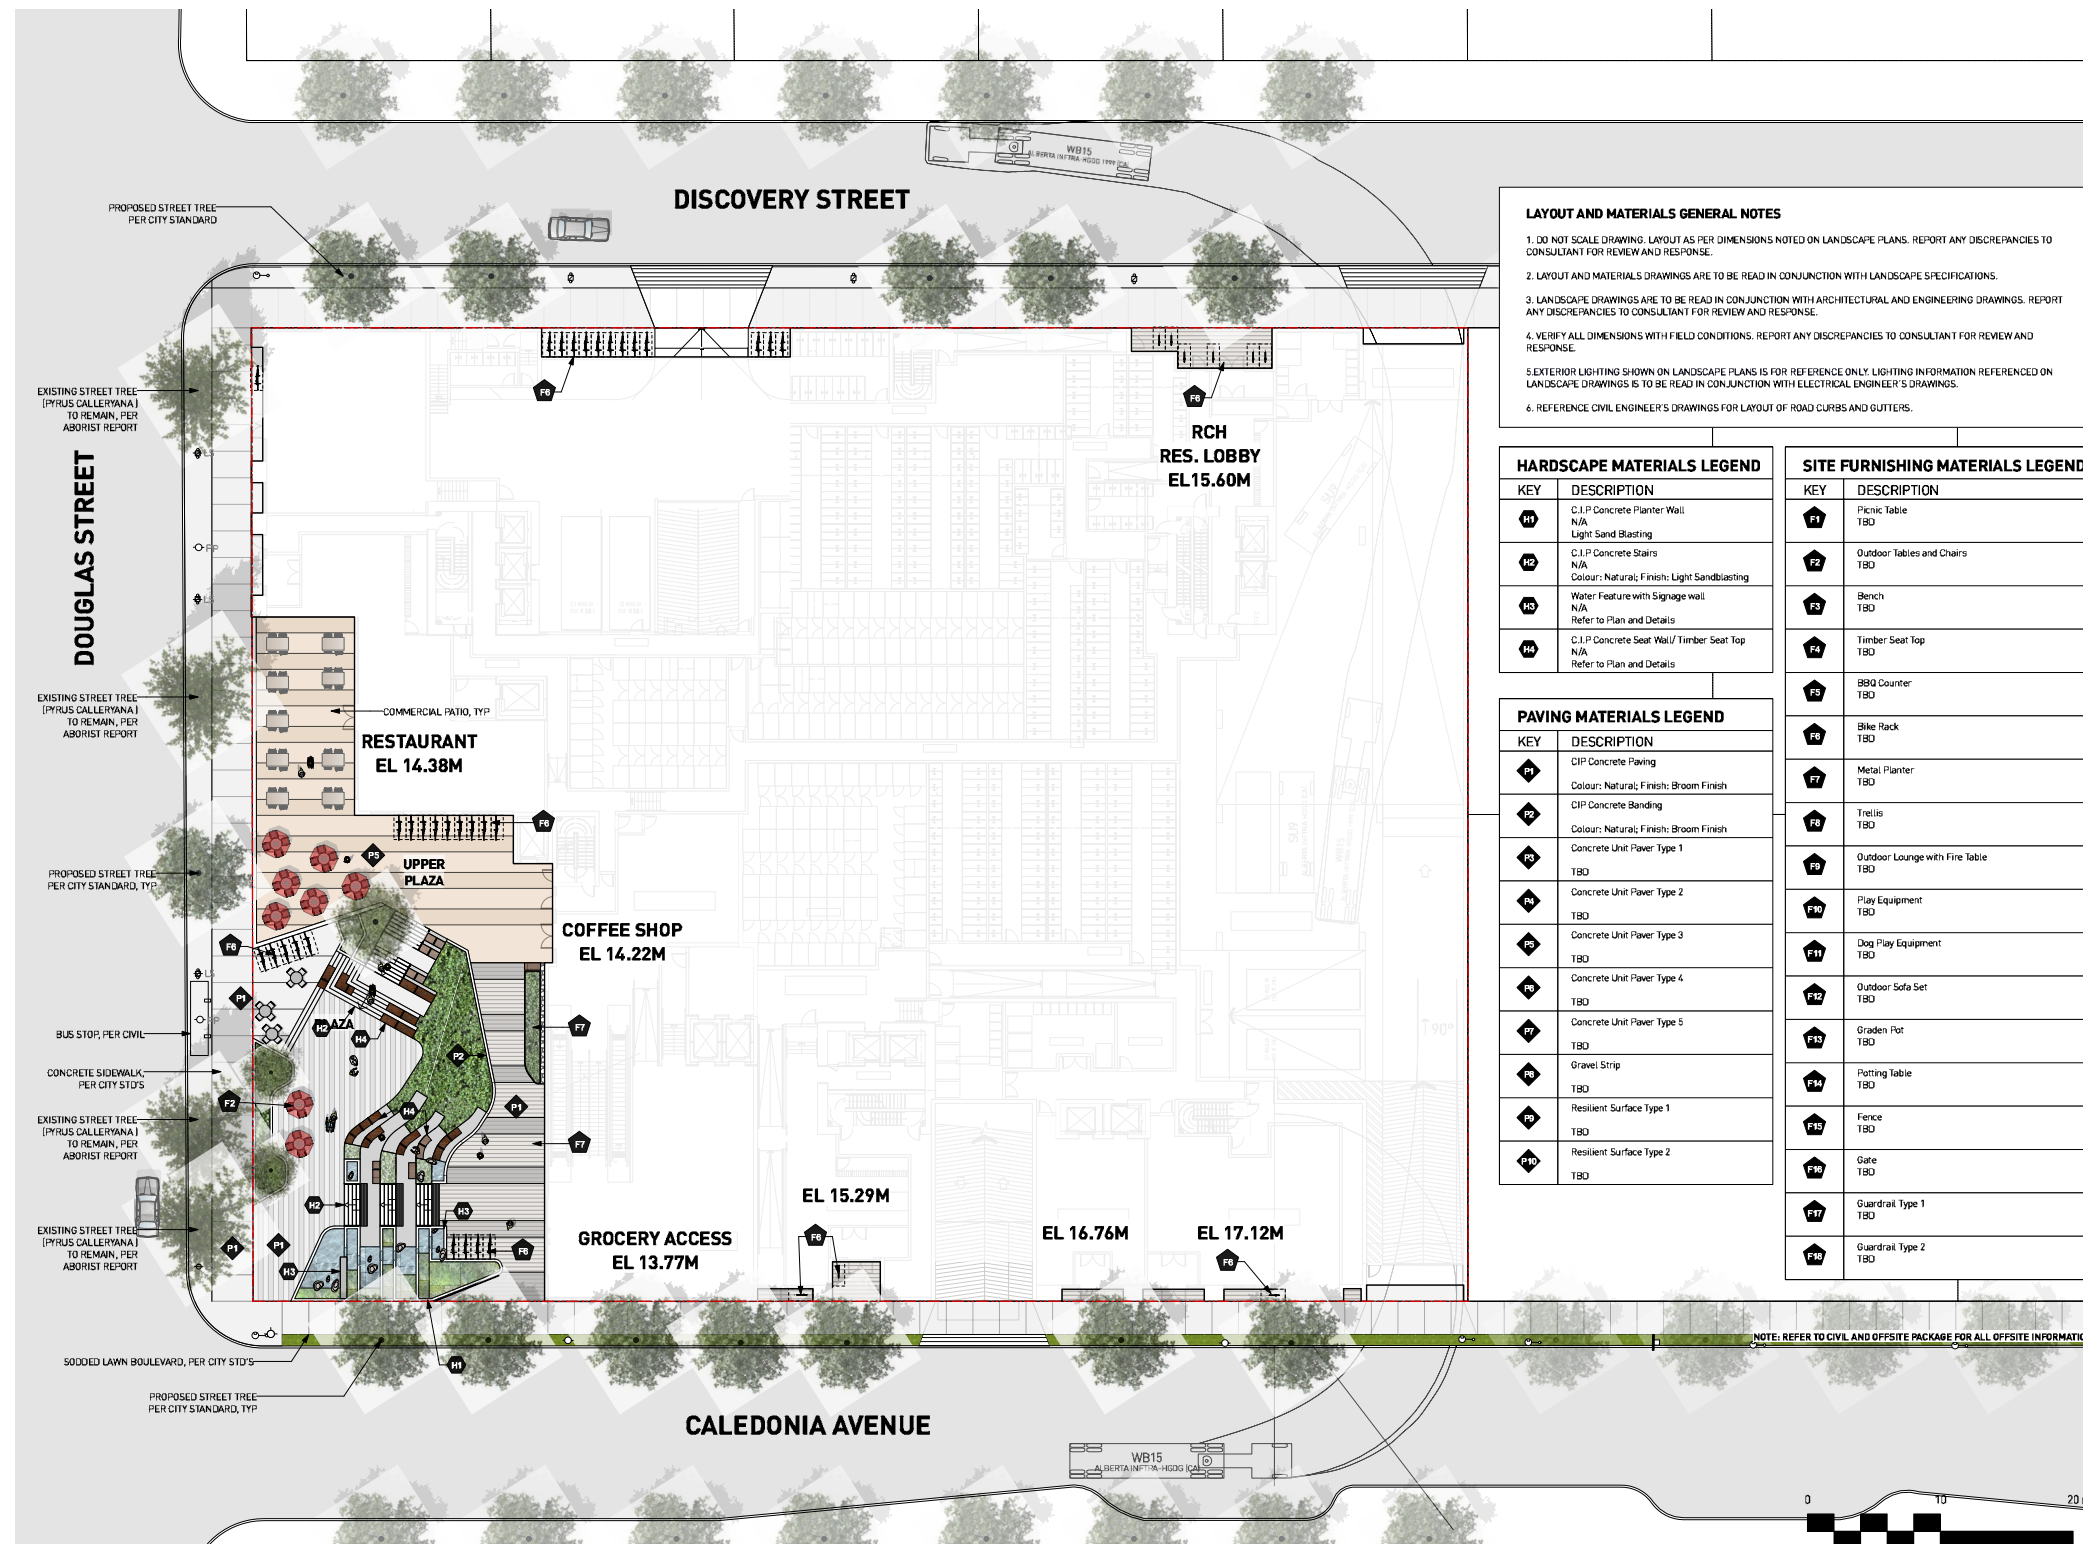 WB15
ALBERTA INFTRA-HGDG 1999 (CA)
DISCOVERY STREET
PROPOSED STREET TREE
PER CITY STANDARD
EXISTING STREET TREE
(PYRUS CALLERYANA )
TO REMAIN, PER
ABORIST REPORT
DOUGLAS STREET
LS
PP
LS
EXISTING STREET TREE
(PYRUS CALLERYANA )
TO REMAIN, PER
ABORIST REPORT
PROPOSED STREET TREE
PER CITY STANDARD, TYP
LS
PP
BUS STOP, PER CIVIL
CONCRETE SIDEWALK,
PER CITY STD'S
EXISTING STREET TREE
(PYRUS CALLERYANA )
TO REMAIN, PER
ABORIST REPORT
EXISTING STREET TREE
(PYRUS CALLERYANA )
TO REMAIN, PER
ABORIST REPORT
SODDED LAWN BOULEVARD, PER CITY STD'S
PROPOSED STREET TREE
PER CITY STANDARD, TYP
F6
F6
RCH
RES. LOBBY
EL15.60M
SU9
COMMERCIAL PATIO, TYP
RESTAURANT
EL 14.38M
F6
P5
UPPER
PLAZA
COFFEE SHOP
EL 14.22M
F6
P1
H2
PLAZA
H4
F7
P2
F2
H4
P1
F7
H2
H3
P1
P1
H3
F6
GROCERY ACCESS
EL 13.77M
EL 15.29M
F6
EL 16.76M
EL 17.12M
F6
SU9
WB15
90°
H1
CALEDONIA AVENUE
WB15
ALBERTA INFTRA-HGDG (CA)
LAYOUT AND MATERIALS GENERAL NOTES
1. DO NOT SCALE DRAWING. LAYOUT AS PER DIMENSIONS NOTED ON LANDSCAPE PLANS. REPORT ANY DISCREPANCIES TO
CONSULTANT FOR REVIEW AND RESPONSE.
2. LAYOUT AND MATERIALS DRAWINGS ARE TO BE READ IN CONJUNCTION WITH LANDSCAPE SPECIFICATIONS.
3. LANDSCAPE DRAWINGS ARE TO BE READ IN CONJUNCTION WITH ARCHITECTURAL AND ENGINEERING DRAWINGS. REPORT
ANY DISCREPANCIES TO CONSULTANT FOR REVIEW AND RESPONSE.
4. VERIFY ALL DIMENSIONS WITH FIELD CONDITIONS. REPORT ANY DISCREPANCIES TO CONSULTANT FOR REVIEW AND
RESPONSE.
5.EXTERIOR LIGHTING SHOWN ON LANDSCAPE PLANS IS FOR REFERENCE ONLY. LIGHTING INFORMATION REFERENCED ON
LANDSCAPE DRAWINGS IS TO BE READ IN CONJUNCTION WITH ELECTRICAL ENGINEER'S DRAWINGS.
6. REFERENCE CIVIL ENGINEER'S DRAWINGS FOR LAYOUT OF ROAD CURBS AND GUTTERS.
HARDSCAPE MATERIALS LEGEND
KEY DESCRIPTION
H1 C.I.P Concrete Planter Wall
N/A
Light Sand Blasting
H2 C.I.P Concrete Stairs
N/A
Colour: Natural; Finish: Light Sandblasting
H3 Water Feature with Signage wall
N/A
Refer to Plan and Details
H4 C.I.P Concrete Seat Wall/ Timber Seat Top
N/A
Refer to Plan and Details
PAVING MATERIALS LEGEND
KEY DESCRIPTION
P1 CIP Concrete Paving
Colour: Natural; Finish: Broom Finish
P2 CIP Concrete Banding
Colour: Natural; Finish: Broom Finish
P3 Concrete Unit Paver Type 1
TBD
P4 Concrete Unit Paver Type 2
TBD
P5 Concrete Unit Paver Type 3
TBD
P6 Concrete Unit Paver Type 4
TBD
P7 Concrete Unit Paver Type 5
TBD
P8 Gravel Strip
TBD
P9 Resilient Surface Type 1
TBD
P10 Resilient Surface Type 2
TBD
SITE FURNISHING MATERIALS LEGEND
KEY DESCRIPTION
F1 Picnic Table
TBD
F2 Outdoor Tables and Chairs
TBD
F3 Bench
TBD
F4 Timber Seat Top
TBD
F5 BBQ Counter
TBD
F6 Bike Rack
TBD
F7 Metal Planter
TBD
F8 Trellis
TBD
F9 Outdoor Lounge with Fire Table
TBD
F10 Play Equipment
TBD
F11 Dog Play Equipment
TBD
F12 Outdoor Sofa Set
TBD
F13 Graden Pot
TBD
F14 Potting Table
TBD
F15 Fence
TBD
F16 Gate
TBD
F17 Guardrail Type 1
TBD
F18 Guardrail Type 2
TBD
NOTE: REFER TO CIVIL AND OFFSITE PACKAGE FOR ALL OFFSITE INFORMATIO
0 10 20